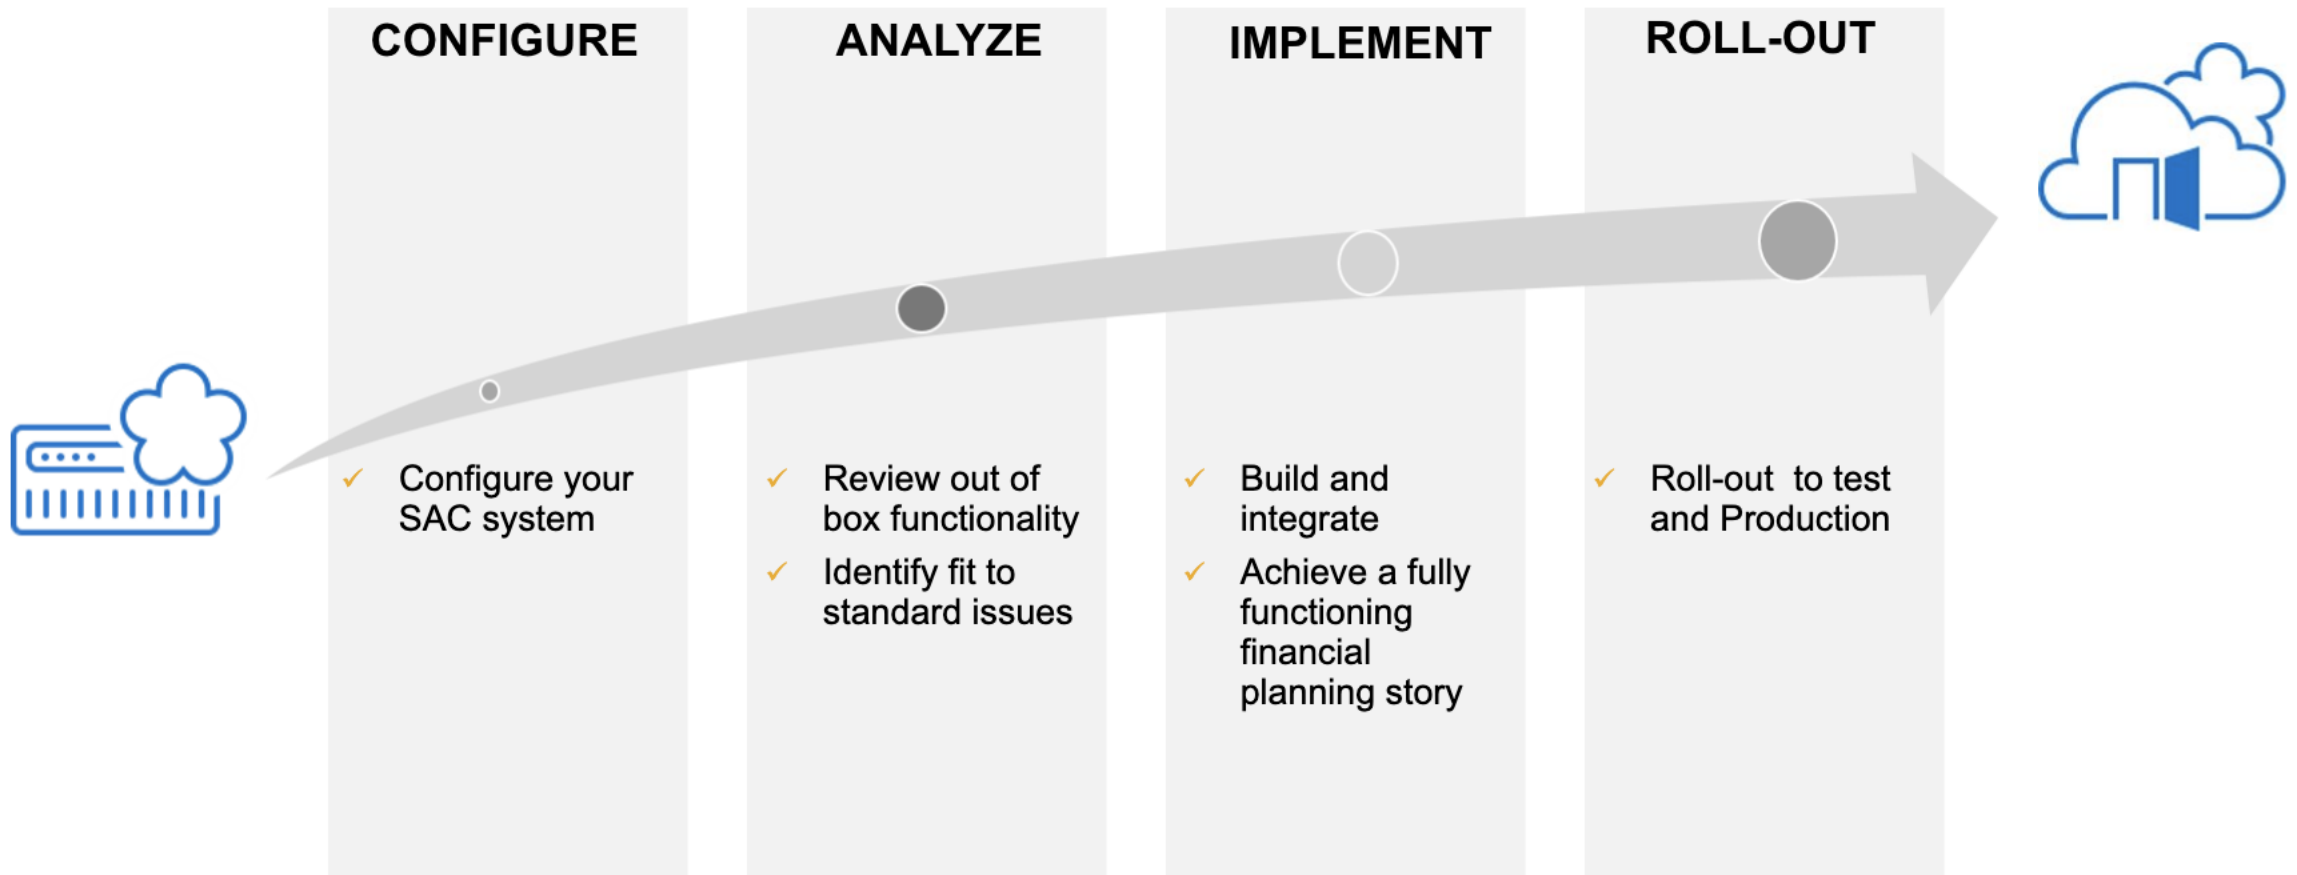 CONFIGURE
Configure your
SAC system
ANALYZE
Review out of
box functionality
Identify fit to
standard issues
IMPLEMENT
Build and
integrate
Achieve a fully
functioning
financial
planning story
ROLL-OUT
Roll-out  to test
and Production